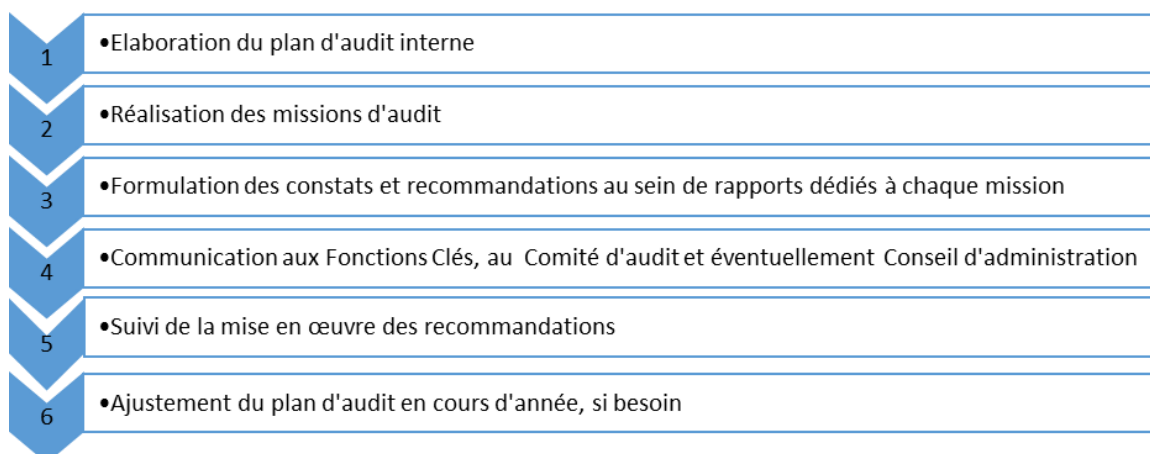 1
•Elaboration du plan d'audit interne
2
•Réalisation des missions d'audit
3
•Formulation des constats et recommandations au sein de rapports dédiés à chaque mission
4
•Communication aux Fonctions Clés, au Comité d'audit et éventuellement Conseil d'administration
5
•Suivi de la mise en œuvre des recommandations
6
•Ajustement du plan d'audit en cours d'année, si besoin